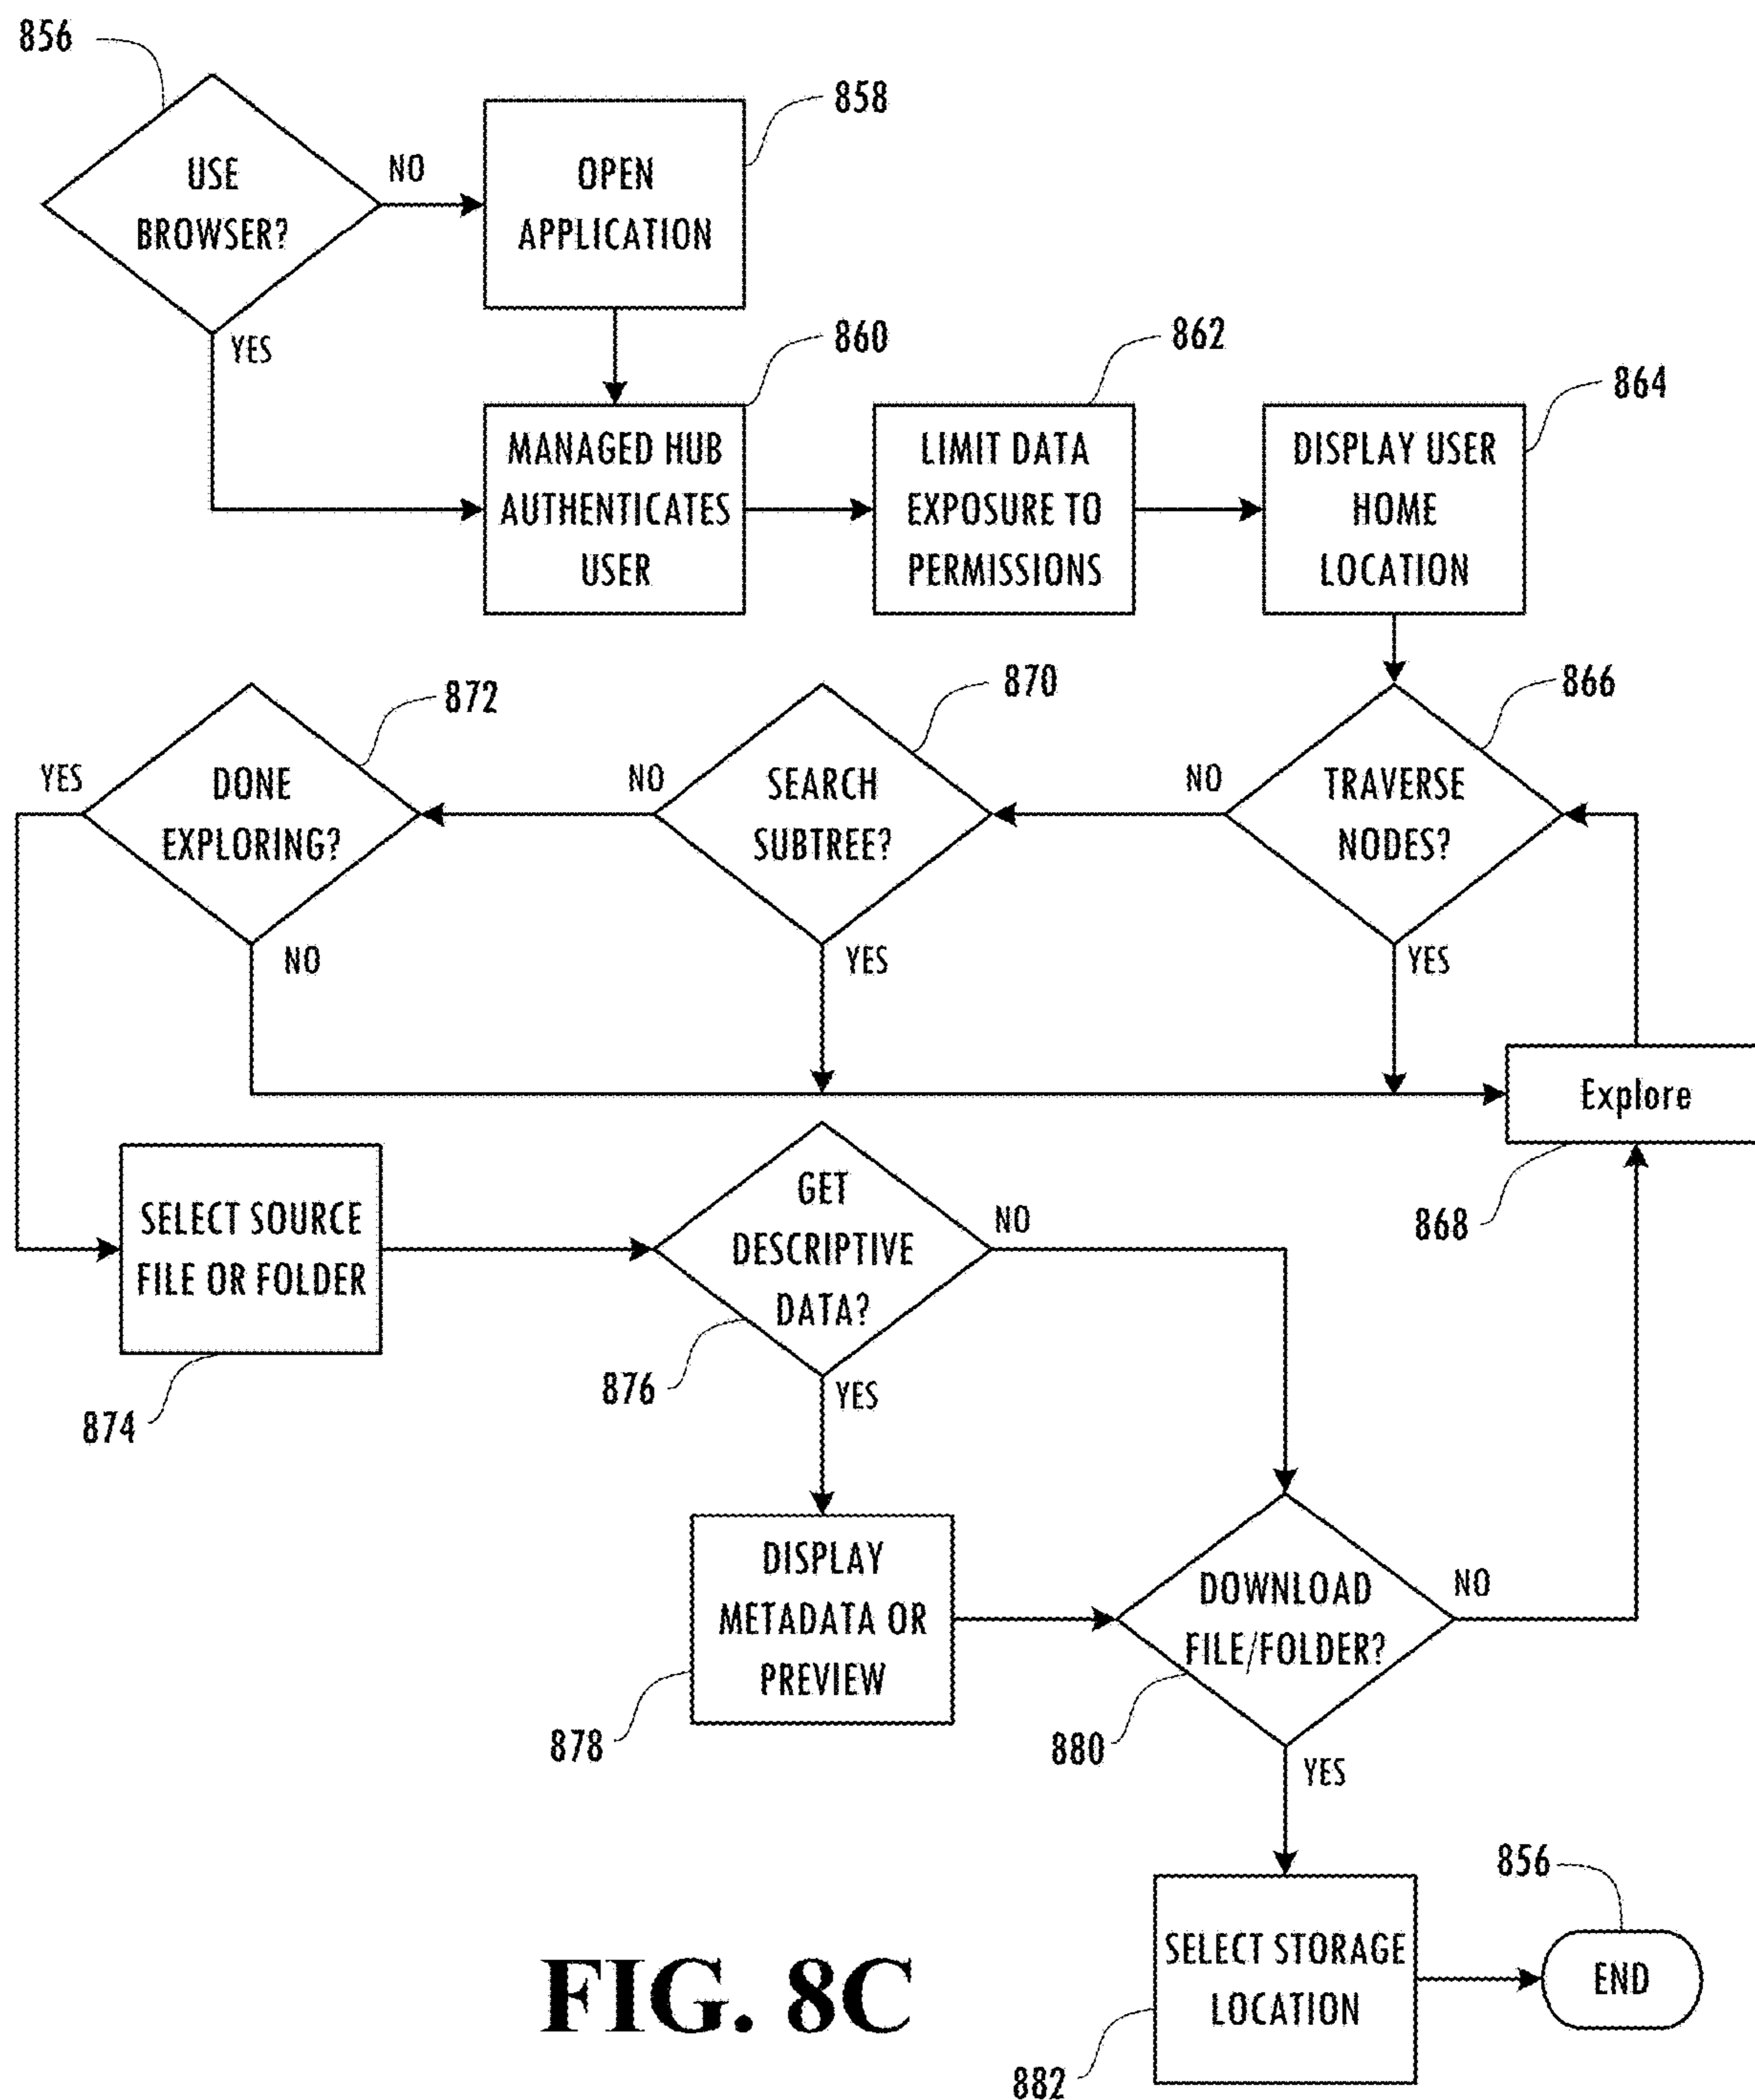 856
858
USE
BROWSER?
NO
OPEN
APPLICATION
YES
860
862
864
MANAGED HUB
AUTHENTICATES
USER
LIMIT DATA
EXPOSURE TO
PERMISSIONS
DISPLAY USER
HOME
LOCATION
872
870
866
YES
DONE
EXPLORING?
NO
SEARCH
SUBTREE?
NO
TRAVERSE
NODES?
NO
YES
YES
Explore
868
SELECT SOURCE
FILE OR FOLDER
874
GET
DESCRIPTIVE
DATA?
NO
876
YES
DISPLAY
METADATA OR
PREVIEW
878
DOWNLOAD
FILE/FOLDER?
NO
880
YES
856
SELECT STORAGE
LOCATION
END
882
FIG. 8C